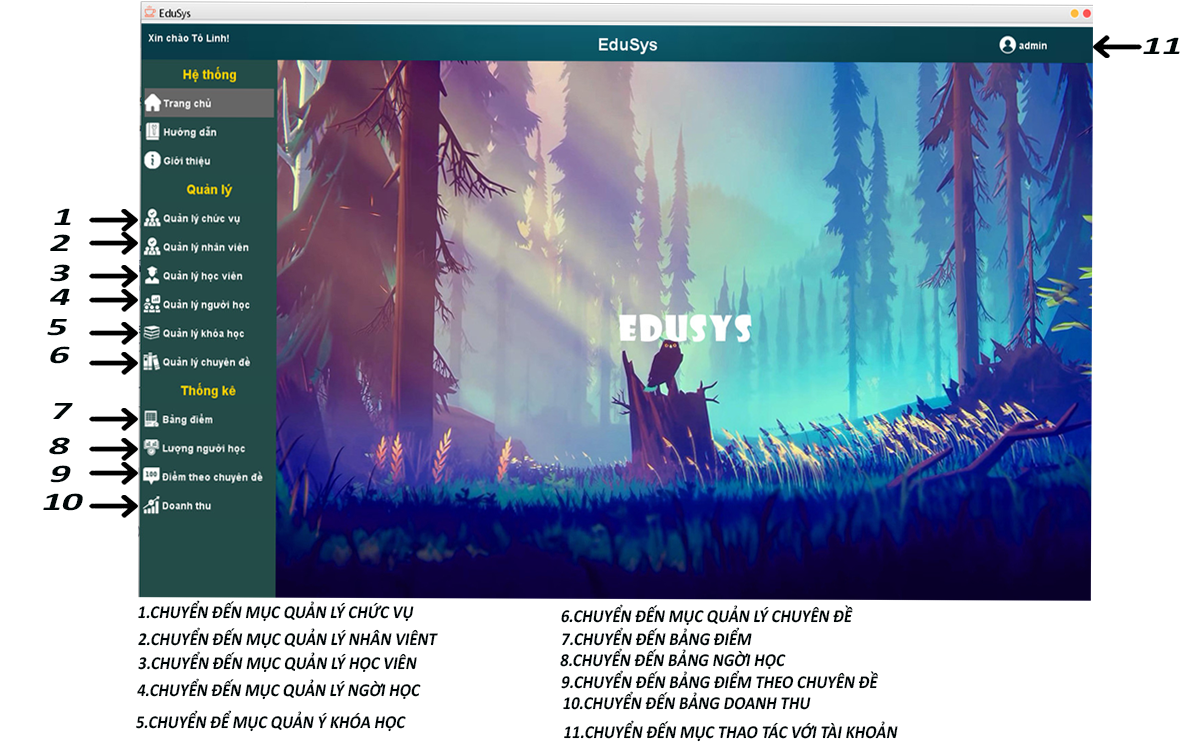 EduSys
Xin chào Tô Linh!
EduSys
admin
11
Hệ thống
Trang chủ
Hướng dẫn
Giới thiệu
Quản lý
1 Quản lý chức vụ
2 Quản lý nhân viên
3 Quản lý học viên
4 Quản lý người học
5 Quản lý khóa học
6 Quản lý chuyên đề
EDUSYS
Thống kê
7 Bảng điểm
8 Lượng người học
9 100 Điểm theo chuyên đề
10 Doanh thu
1.CHUYỂN ĐẾN MỤC QUẢN LÝ CHỨC VỤ
2.CHUYỂN ĐẾN MỤC QUẢN LÝ NHÂN VIÊNT
3.CHUYỂN ĐẾN MỤC QUẢN LÝ HỌC VIÊN
4.CHUYỂN ĐẾN MỤC QUẢN LÝ NGỜI HỌC
5.CHUYỂN ĐỂ MỤC QUẢN Ý KHÓA HỌC
6.CHUYỂN ĐẾN MỤC QUẢN LÝ CHUYÊN ĐỀ
7.CHUYỂN ĐẾN BẢNG ĐIỂM
8.CHUYỂN ĐẾN BẢNG NGỜI HỌC
9.CHUYỂN ĐẾN BẢNG ĐIỂM THEO CHUYÊN ĐỀ
10.CHUYỂN ĐẾN BẢNG DOANH THU
11.CHUYỂN ĐẾN MỤC THAO TÁC VỚI TÀI KHOẢN